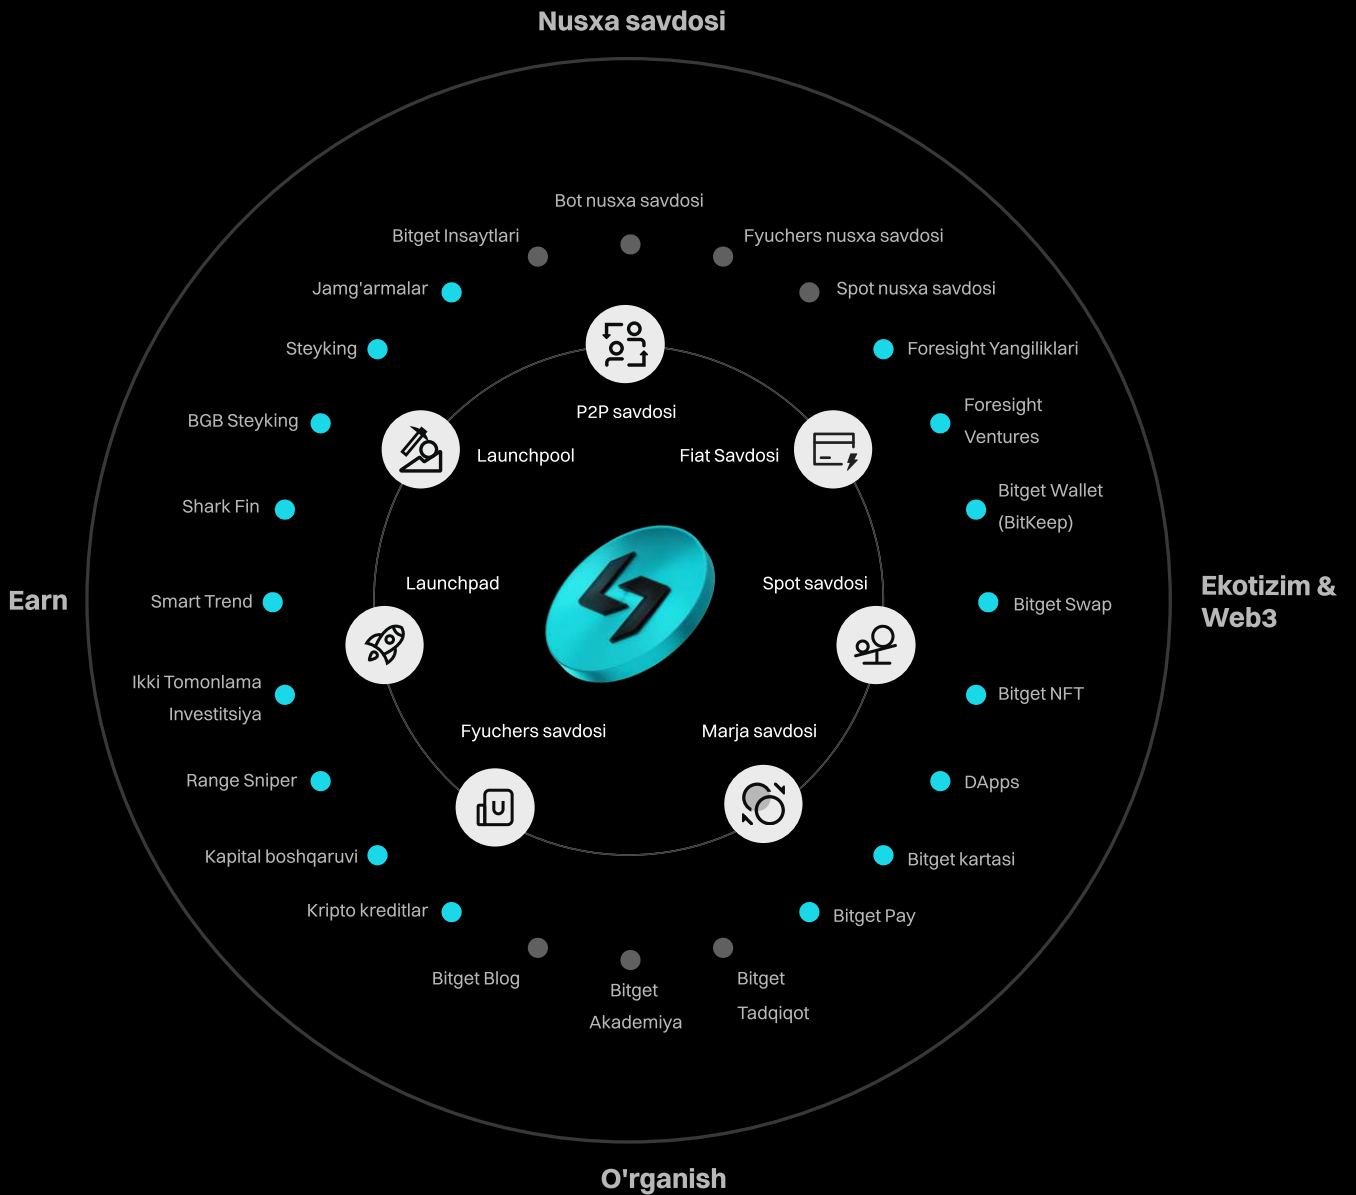 Nusxa savdosi
Bot nusxa savdosi
Bitget Insaytlari
Fyuchers nusxa savdosi
Jamg'armalar
Spot nusxa savdosi
Steyking
Foresight Yangiliklari
P2P savdosi
BGB Steyking
Foresight
Ventures
Launchpool
Fiat Savdosi
Shark Fin
Bitget Wallet
(BitKeep)
Launchpad
Spot savdosi
Earn
Smart Trend
Bitget Swap
Ekotizim &
Web3
Ikki Tomonlama
Investitsiya
Bitget NFT
Fyuchers savdosi
Marja savdosi
Range Sniper
DApps
U
Kapital boshqaruvi
Bitget kartasi
Kripto kreditlar
Bitget Pay
Bitget Blog
Bitget
Akademiya
Bitget
Tadqiqot
O'rganish